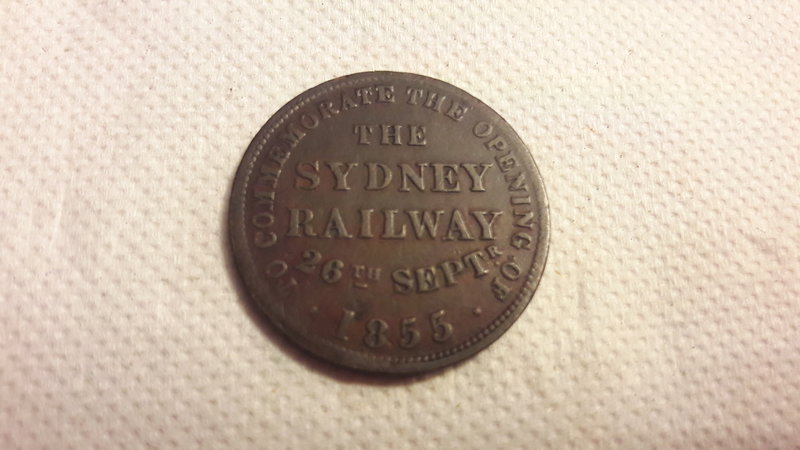 TO COMMEMORATE THE OPENING OF
THE
SYDNEY
RAILWAY
26TH SEPTR
· 1855 ·